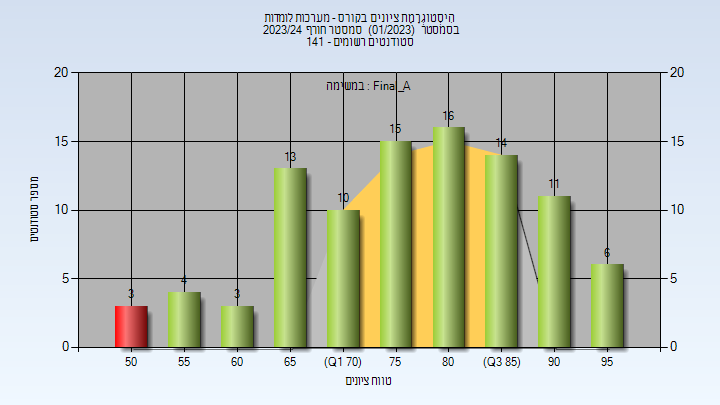 הִיסְטוֹגְרָמַת ציונים בקורס - מערכות לומדות
בסמסטר (01/2023) סמסטר חורף 2023/24
סטודנטים רשומים - 141
במשימה : Final_A
20 20
15 15
10 10
5 5
0 0
מספר סטודנטים
3 4 3 13 10 15 16 14 11 6
50 55 60 65 (Q1 70) 75 80 (Q3 85) 90 95
טווח ציונים